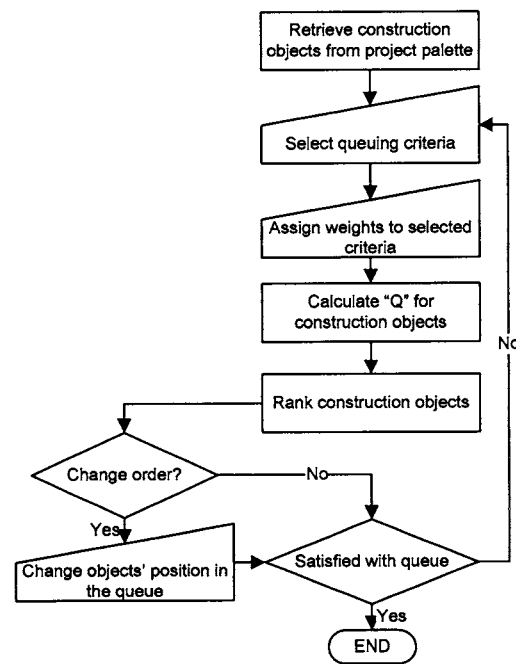 Retrieve construction
objects from project palette
Select queuing criteria
Assign weights to selected
criteria
Calculate "Q" for
construction objects
No
Rank construction objects
Change order?
No
Yes
Change objects' position in
the queue
Satisfied with queue
Yes
END